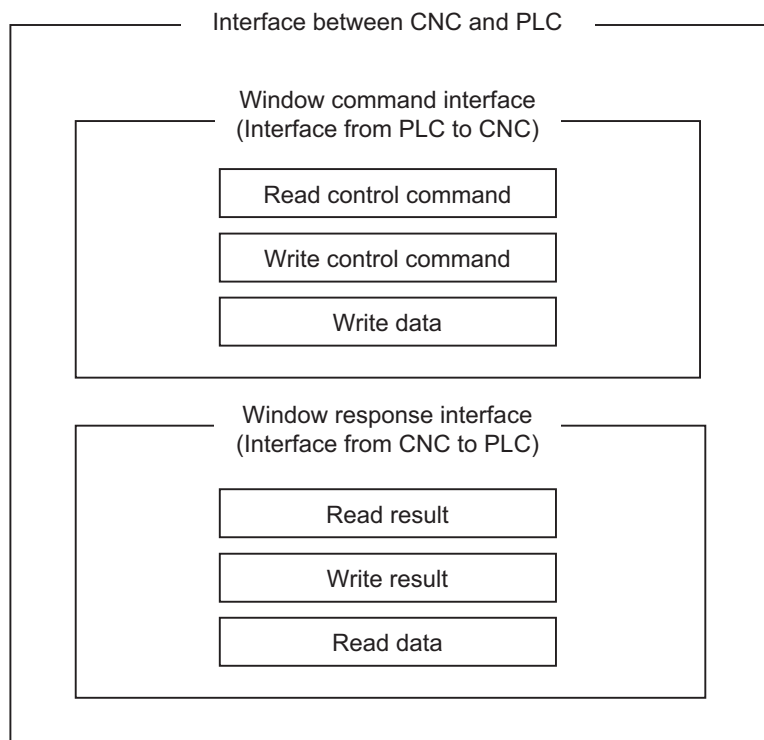 Interface between CNC and PLC
Window command interface
(Interface from PLC to CNC)
Read control command
Write control command
Write data
Window response interface
(Interface from CNC to PLC)
Read result
Write result
Read data